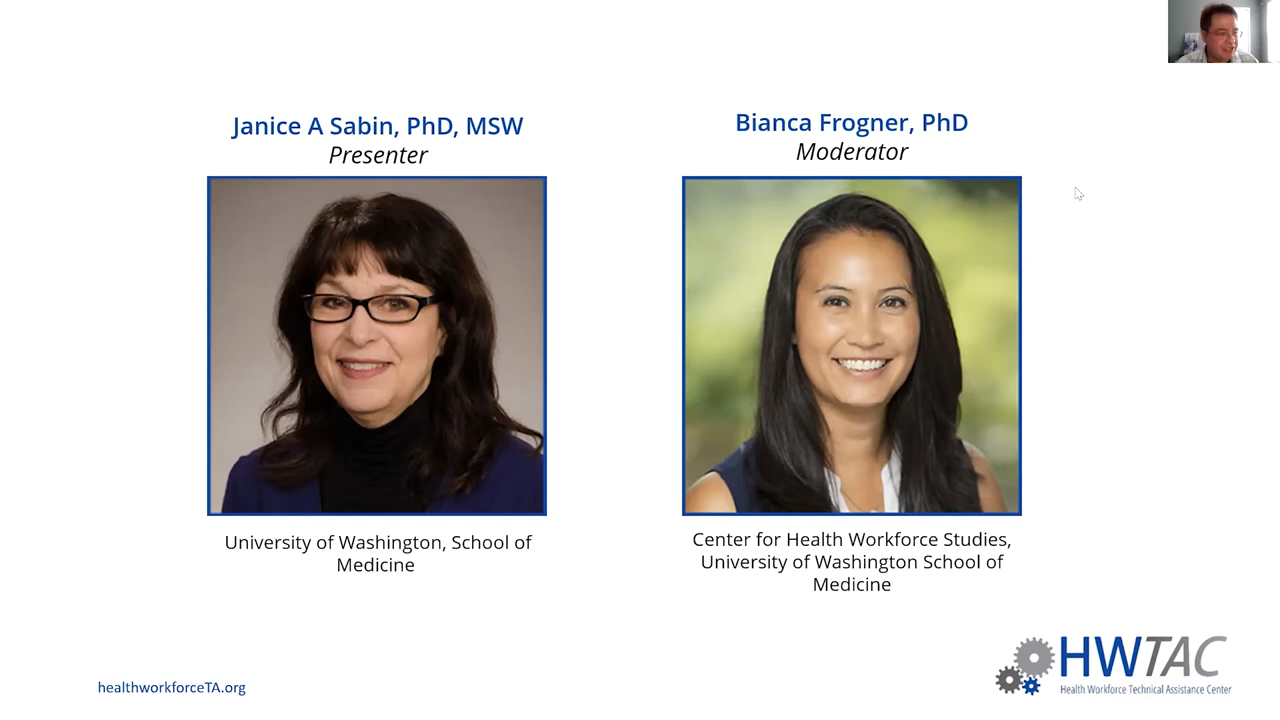 Janice A Sabin, PhD, MSW
Presenter
University of Washington, School of
Medicine
Bianca Frogner, PhD
Moderator
Center for Health Workforce Studies,
University of Washington School of
Medicine
healthworkforceTA.org
HWTAC
Health Workforce Technical Assistance Center